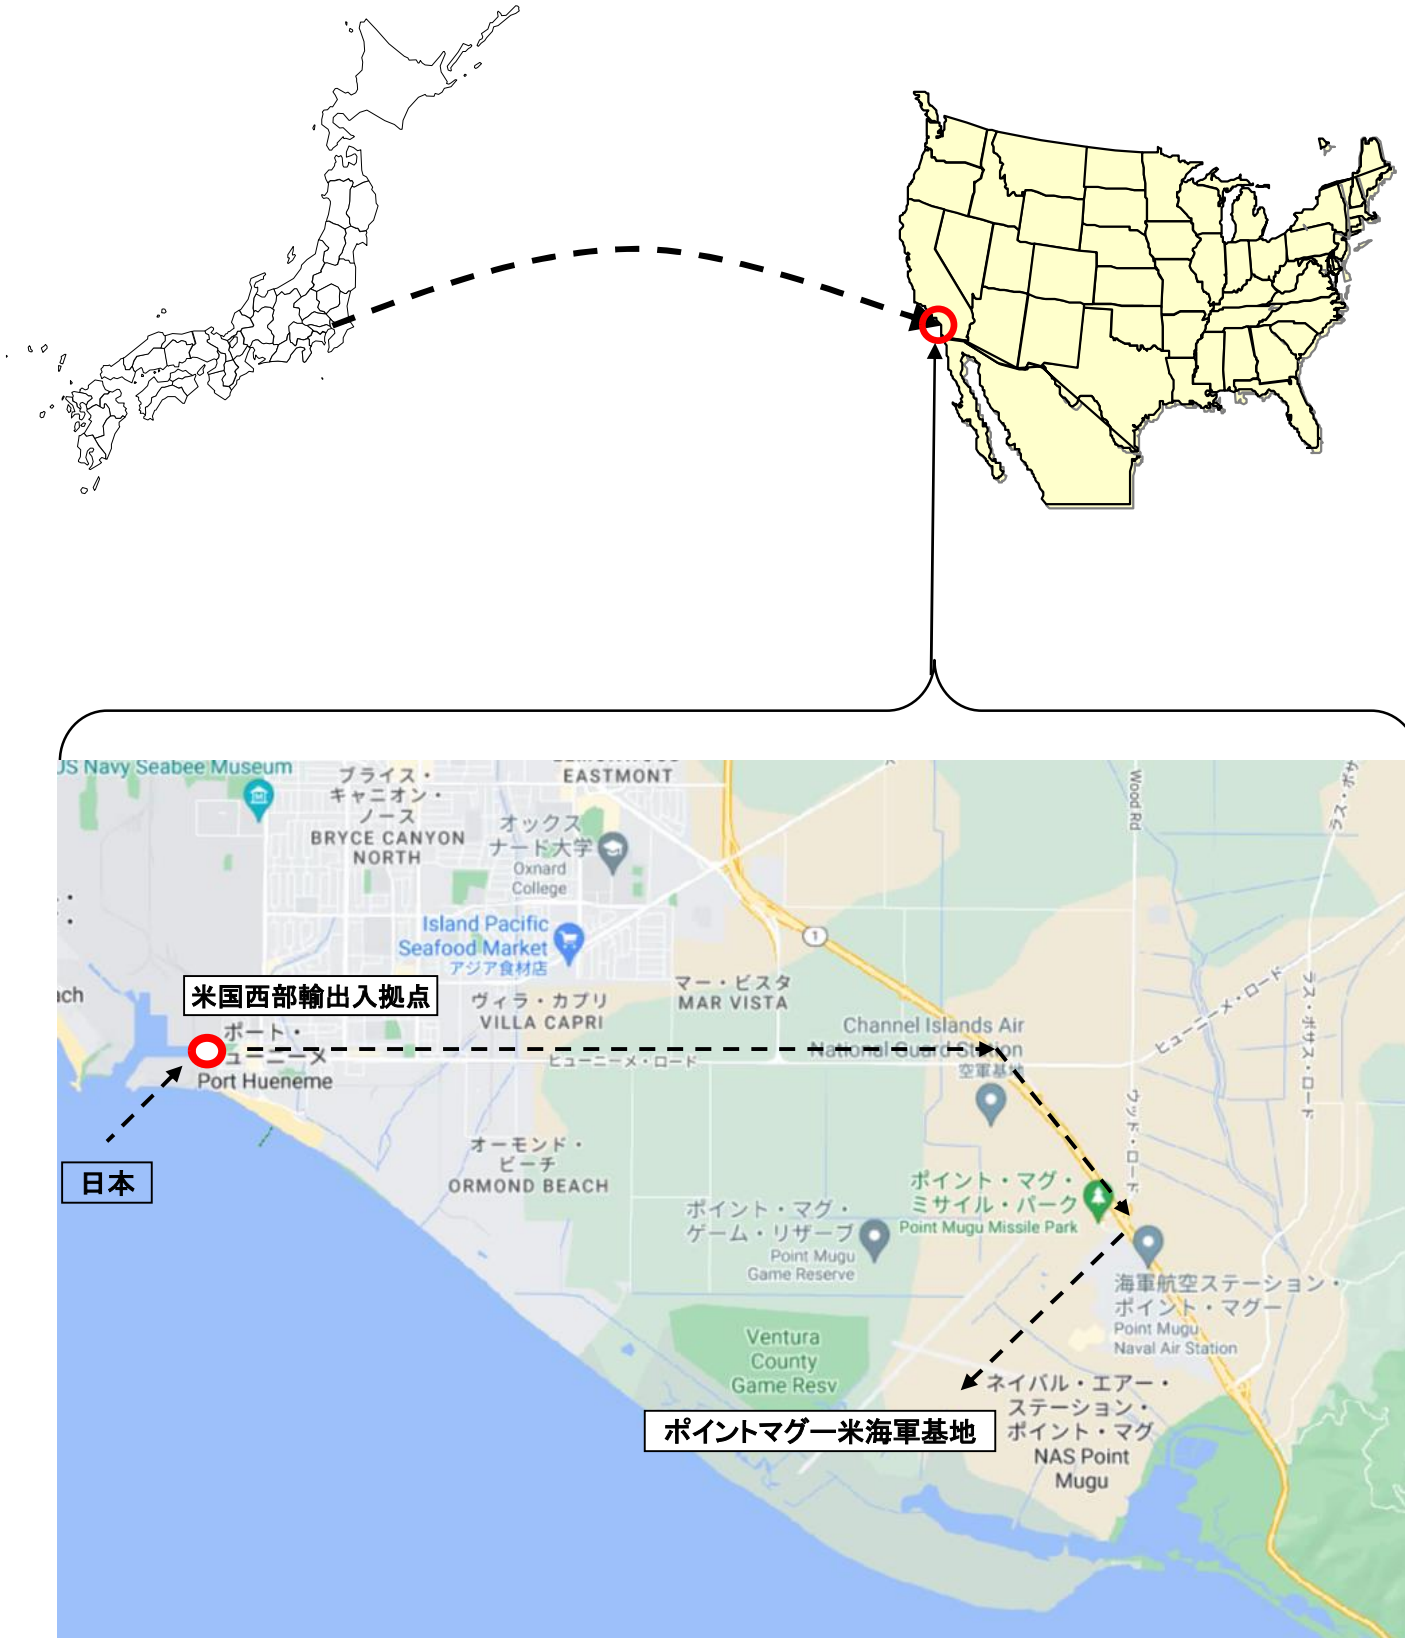 US Navy Seabee Museum
ブライス・
キャニオン・
ノース
BRYCE CANYON
NORTH
EASTMONT
オックス
ナード大学
Oxnard
College
Island Pacific
Seafood Market
アジア食材店
Wood Rd
ラス・ポサ
1
ach
米国西部輸出入拠点
ヴィラ・カプリ
VILLA CAPRI
マー・ビスタ
MAR VISTA
Channel Islands Air
National Guard Station
空軍基地
ヒューニーメ・ロード
ラス・ポサス・ロード
ポート・
ューニーメ
Port Hueneme
ヒューニーメ・ロード
ウッド・ロード
日本
オーモンド・
ビーチ
ORMOND BEACH
ポイント・マグ・
ミサイル・パーク
Point Mugu Missile Park
ポイント・マグ・
ゲーム・リザーブ
Point Mugu
Game Reserve
海軍航空ステーション・
ポイント・マグー
Point Mugu
Naval Air Station
Ventura
County
Game Resv
ポイントマグー米海軍基地
ネイバル・エアー・
ステーション・
ポイント・マグ
NAS Point
Mugu